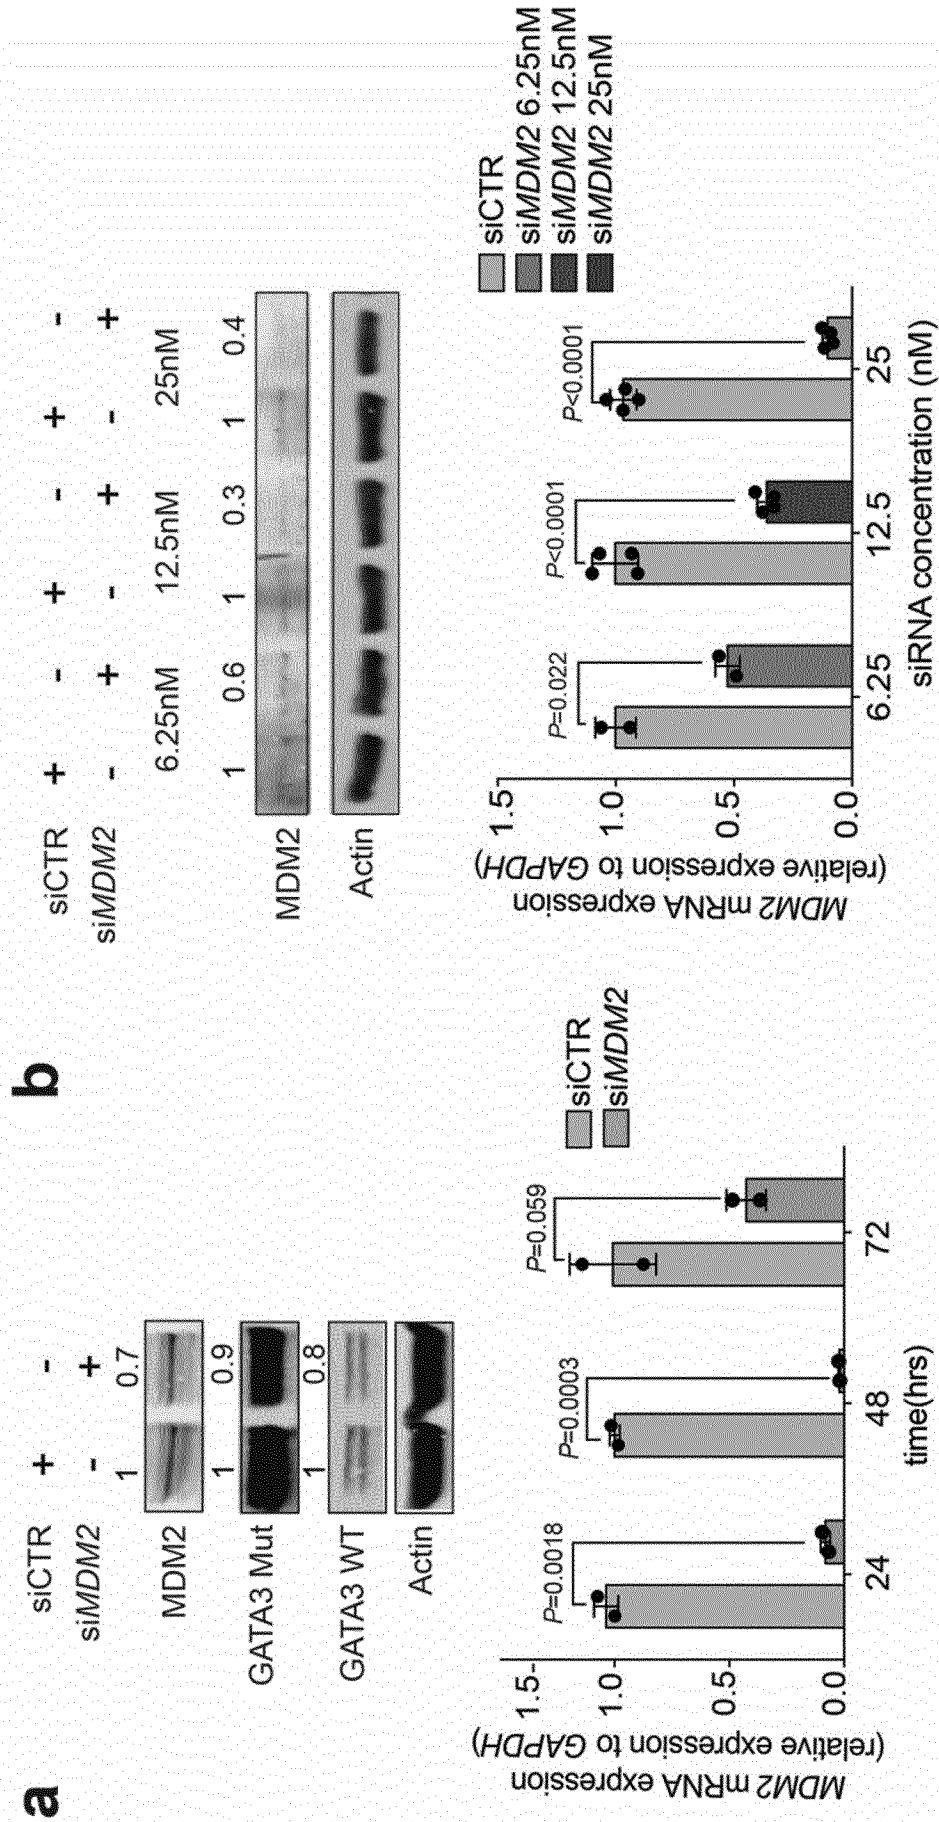 a
siCTR + -
siMDM2 - +
1 0.7
MDM2
1 0.9
GATA3 Mut
1 0.8
GATA3 WT
Actin
MDM2 mRNA expression
(relative expression to GAPDH)
1.5-
1.0
0.5
0.0
P=0.0018
P=0.0003
P=0.059
24 48 72
time(hrs)
siCTR
siMDM2
b
siCTR + - + - + -
siMDM2 - + - + - +
6.25nM 12.5nM 25nM
1 0.6 1 0.3 1 0.4
MDM2
Actin
MDM2 mRNA expression
(relative expression to GAPDH)
1.5
1.0
0.5
0.0
P=0.022
P<0.0001
P<0.0001
6.25 12.5 25
siRNA concentration (nM)
siCTR
siMDM2 6.25nM
siMDM2 12.5nM
siMDM2 25nM